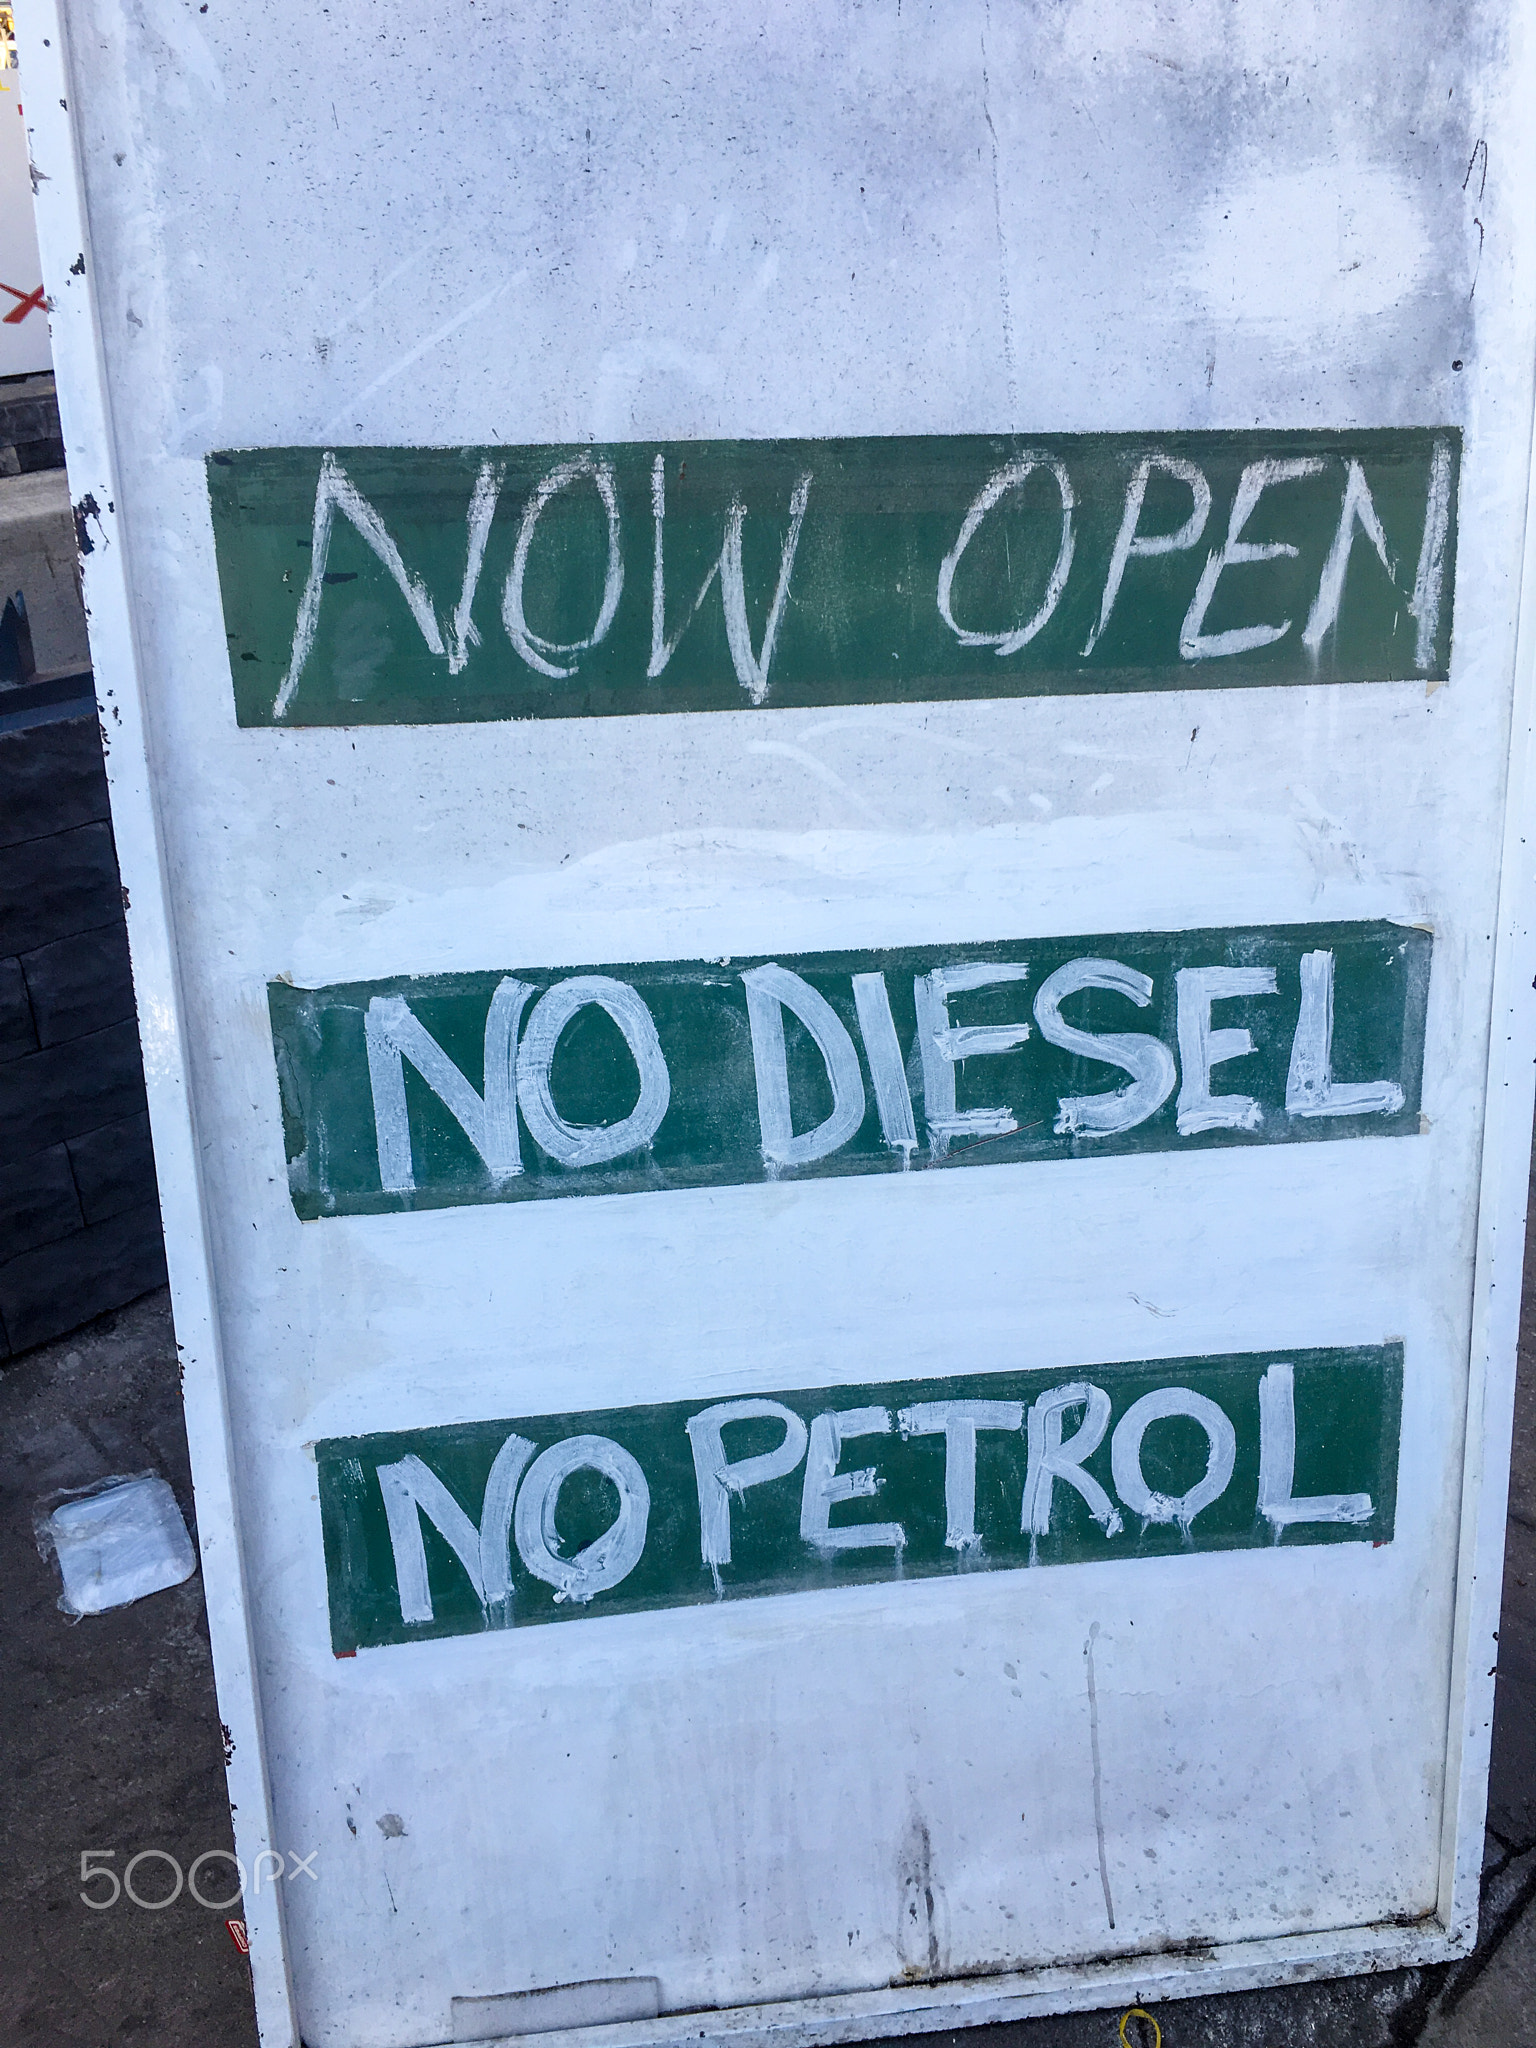 NOW OPEN
NO DIESEL
NO PETROL
500px